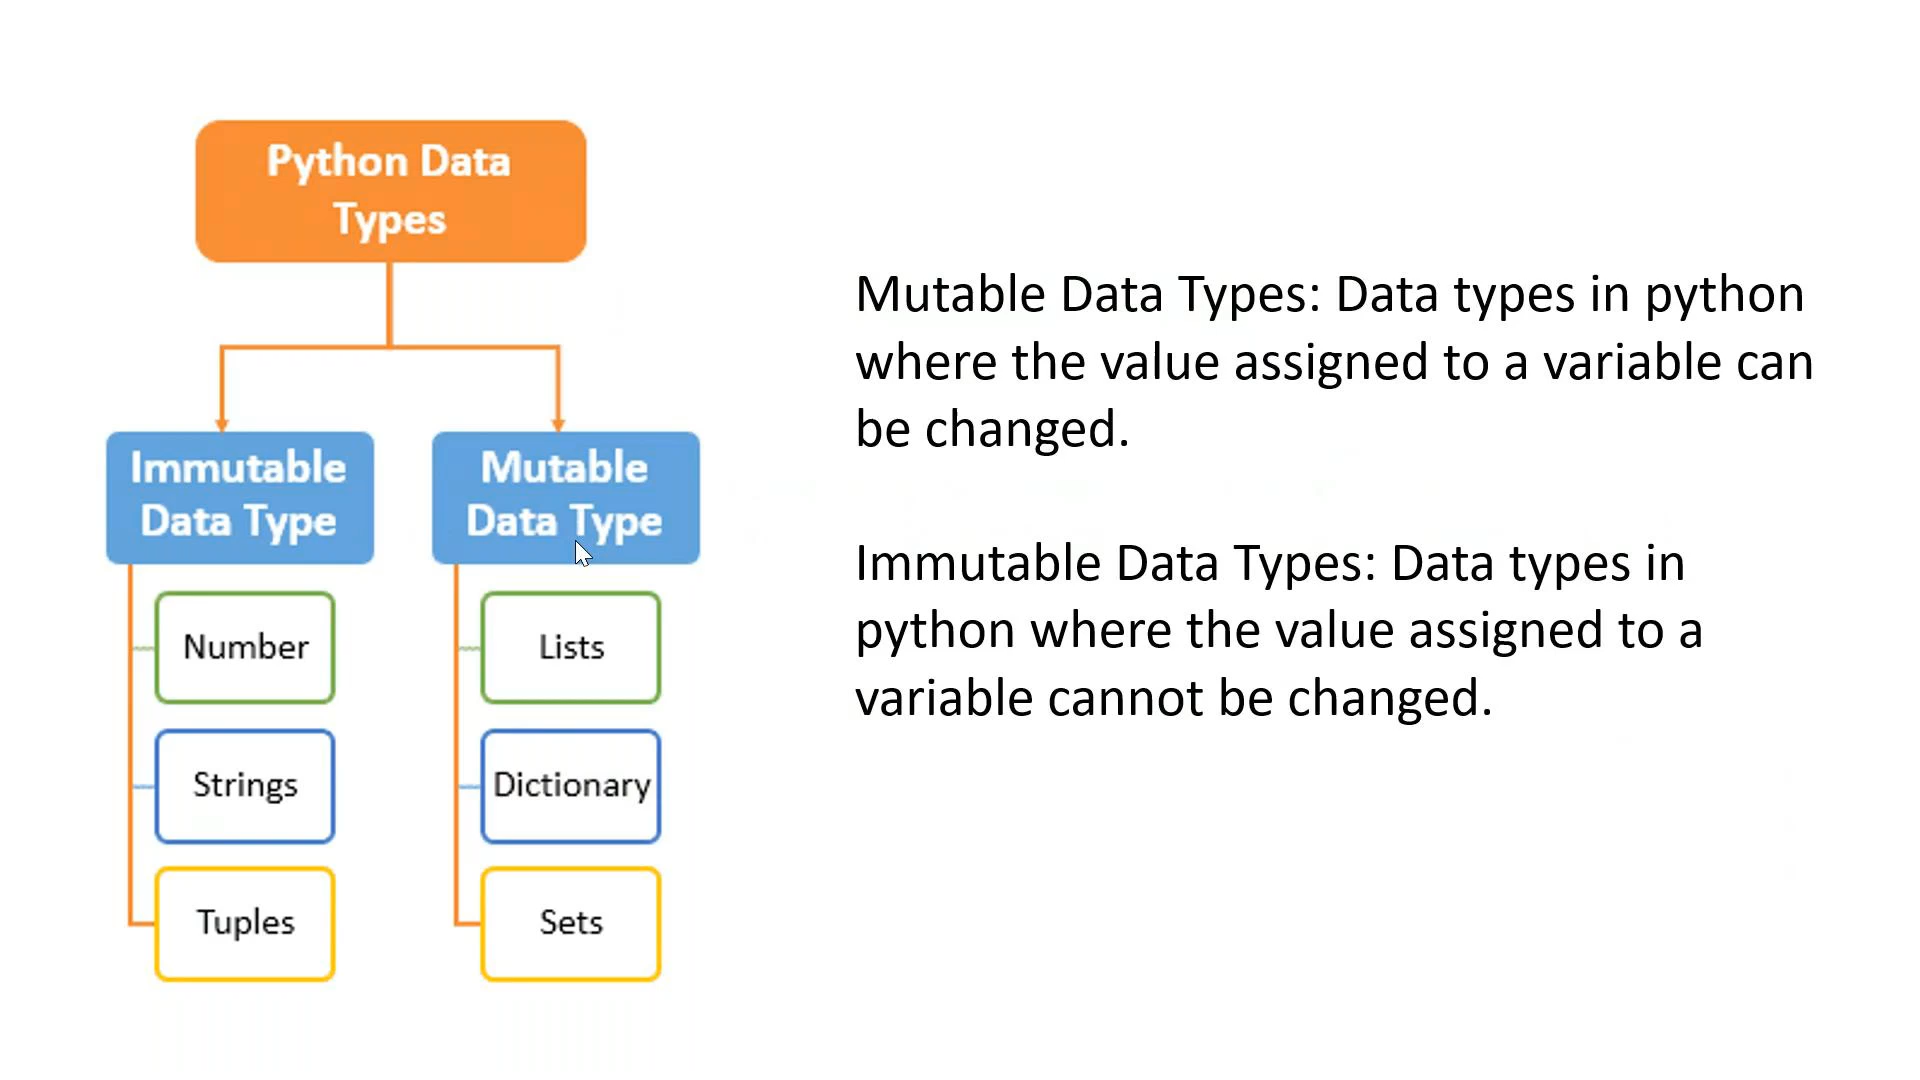 Python Data
Types
Immutable
Data Type
Number
Strings
Tuples
Mutable
Data Type
Lists
Dictionary
Sets
Mutable Data Types: Data types in python
where the value assigned to a variable can
be changed.
Immutable Data Types: Data types in
python where the value assigned to a
variable cannot be changed.